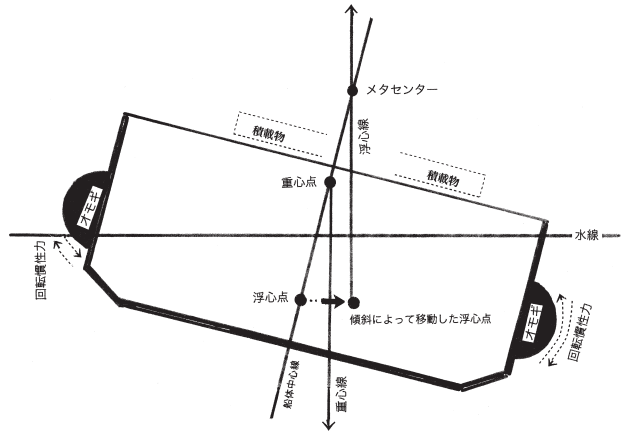 メタセンター
浮心線
積載物
積載物
重心点
オモギ
水線
回転慣性力
浮心点
傾斜によって移動した浮心点
オモギ
回転慣性力
船体中心線
重心線